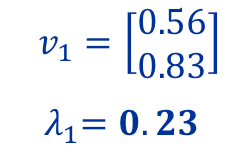 v₁ = [0.56
0.83]
λ₁= 0.23